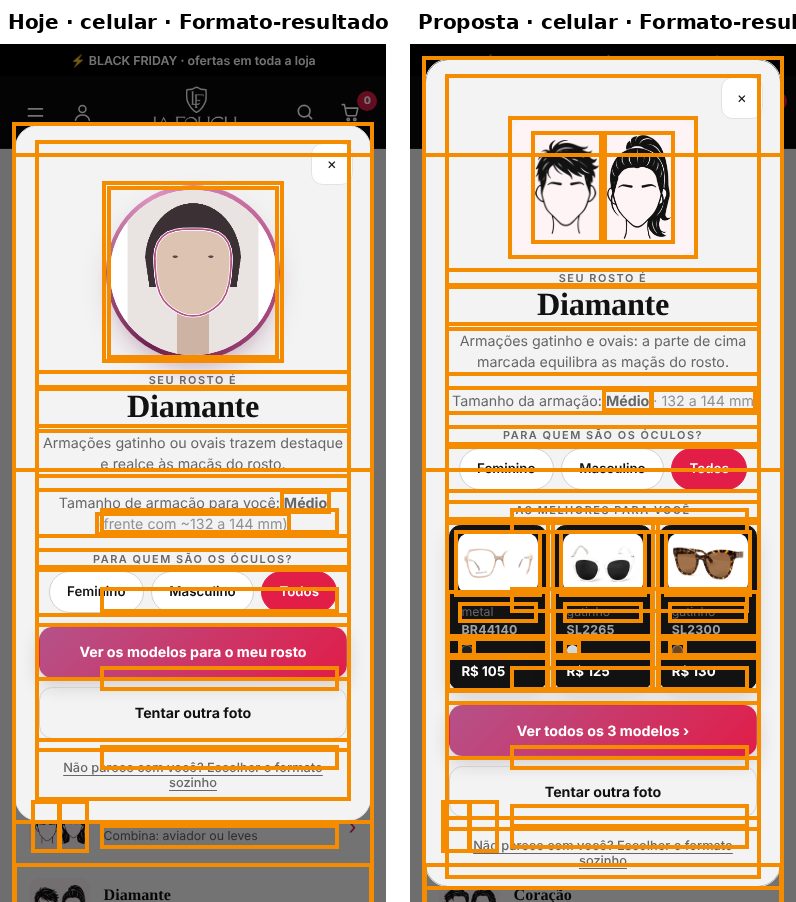 Hoje · celular · Formato-resultado
⚡ BLACK FRIDAY · ofertas em toda a loja
0
×
SEU ROSTO É
Diamante
Armações gatinho ou ovais trazem destaque
e realce às maçãs do rosto.
Tamanho de armação para você: Médio
frente com ~132 a 144 mm)
PARA QUEM SÃO OS ÓCULOS?
Feminino
Masculino
Todos
Ver os modelos para o meu rosto
Tentar outra foto
Não parece com você? Escolher o formato
sozinho
Combina: aviador ou leves
›
Diamante
Proposta · celular · Formato-resul
×
SEU ROSTO É
Diamante
Armações gatinho e ovais: a parte de cima
marcada equilibra as maçãs do rosto.
Tamanho da armação: Médio · 132 a 144 mm
PARA QUEM SÃO OS ÓCULOS?
Feminino
Masculino
Todos
AS MELHORES PARA VOCÊ
metal
BR44140
R$ 105
gatinho
SL2265
R$ 125
gatinho
SL2300
R$ 130
Ver todos os 3 modelos ›
Tentar outra foto
Não parece com você? Escolher o formato
sozinho
Coração